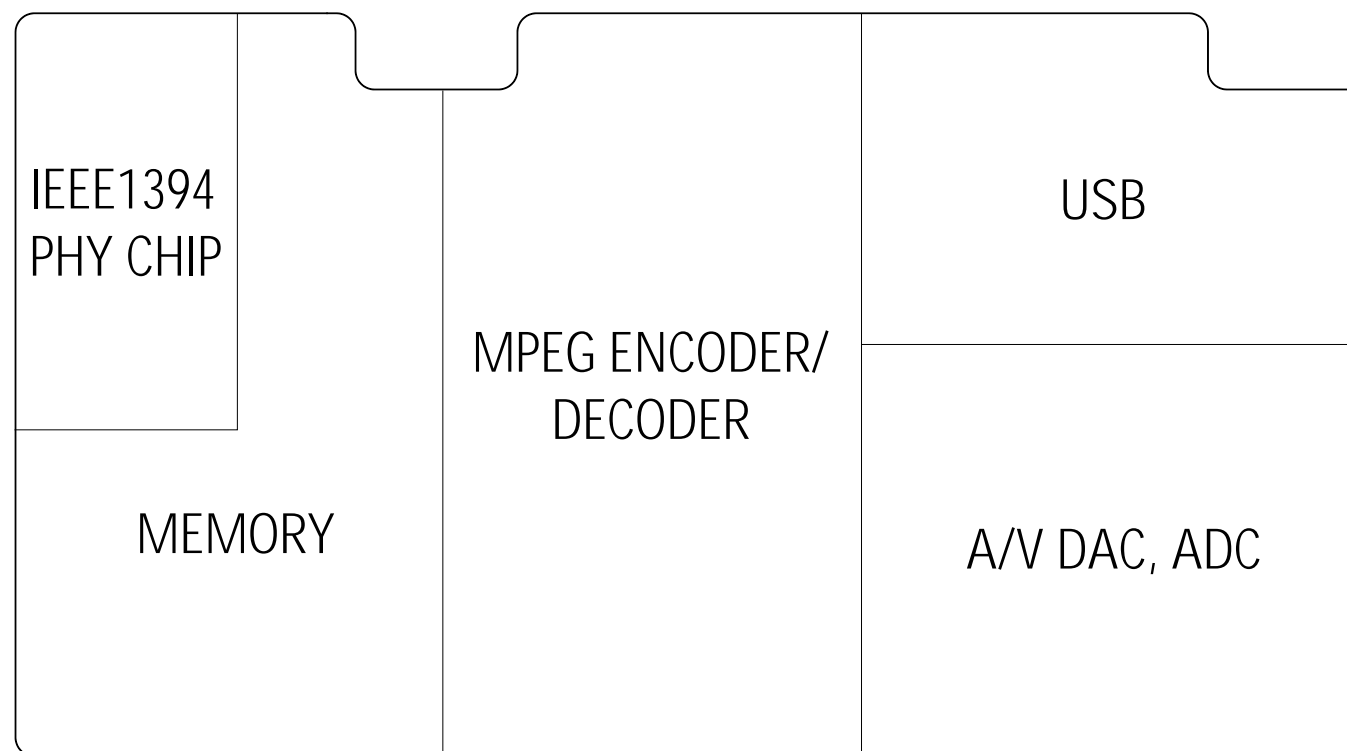 IEEE1394
PHY CHIP
MEMORY
MPEG ENCODER/
DECODER
USB
A/V DAC, ADC